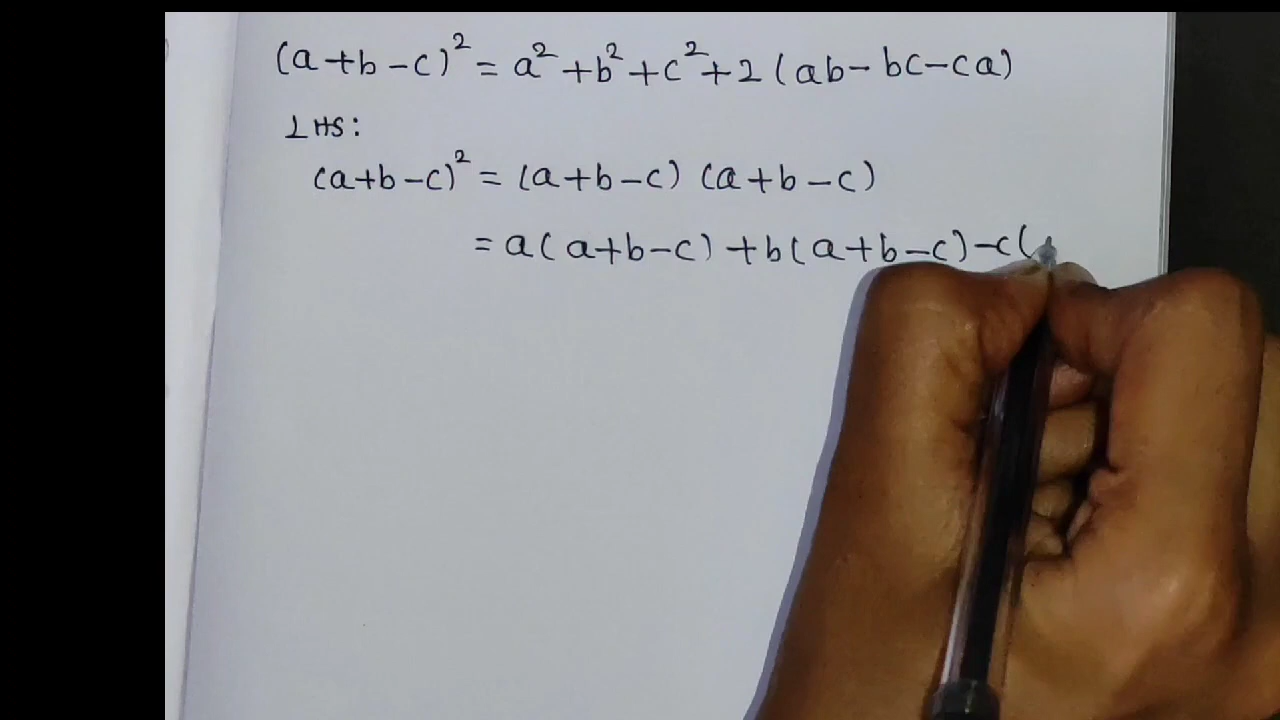 (a+b-c)² = a² + b² + c² + 2 (ab - bc - ca)
LHS:
(a+b-c)² = (a+b-c) (a+b-c)
= a(a+b-c) + b(a+b-c) - c(